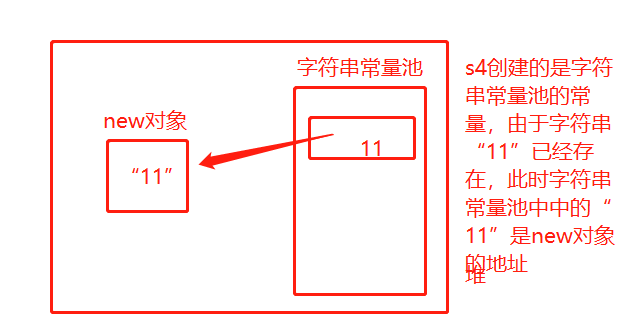 字符串常量池
new对象
11
“11”
s4创建的是字符
串常量池的常
量，由于字符串
“11”已经存
在，此时字符串
常量池中中的“
11”是new对象
的地址
堆